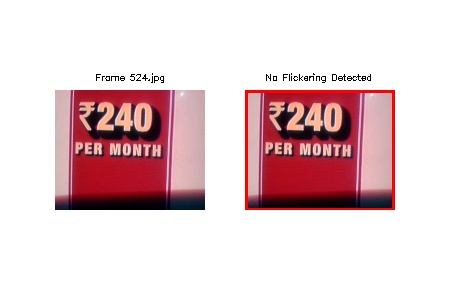 Frame 524.jpg
No Flickering Detected
₹240
PER MONTH
₹240
PER MONTH